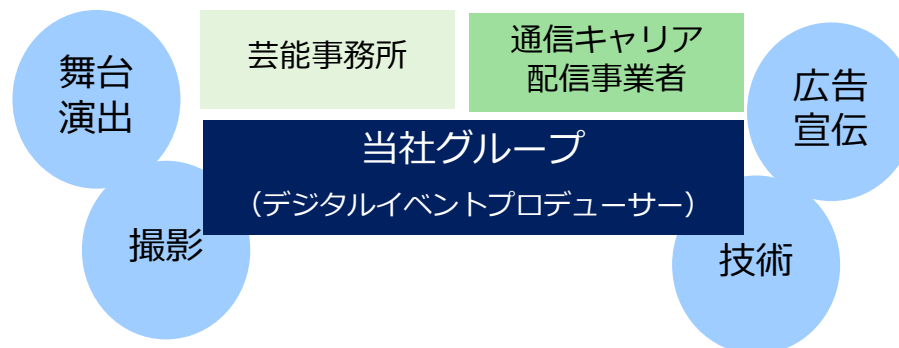 舞台
演出
芸能事務所
通信キャリア
配信事業者
広告
宣伝
当社グループ
（デジタルイベントプロデューサー）
撮影
技術